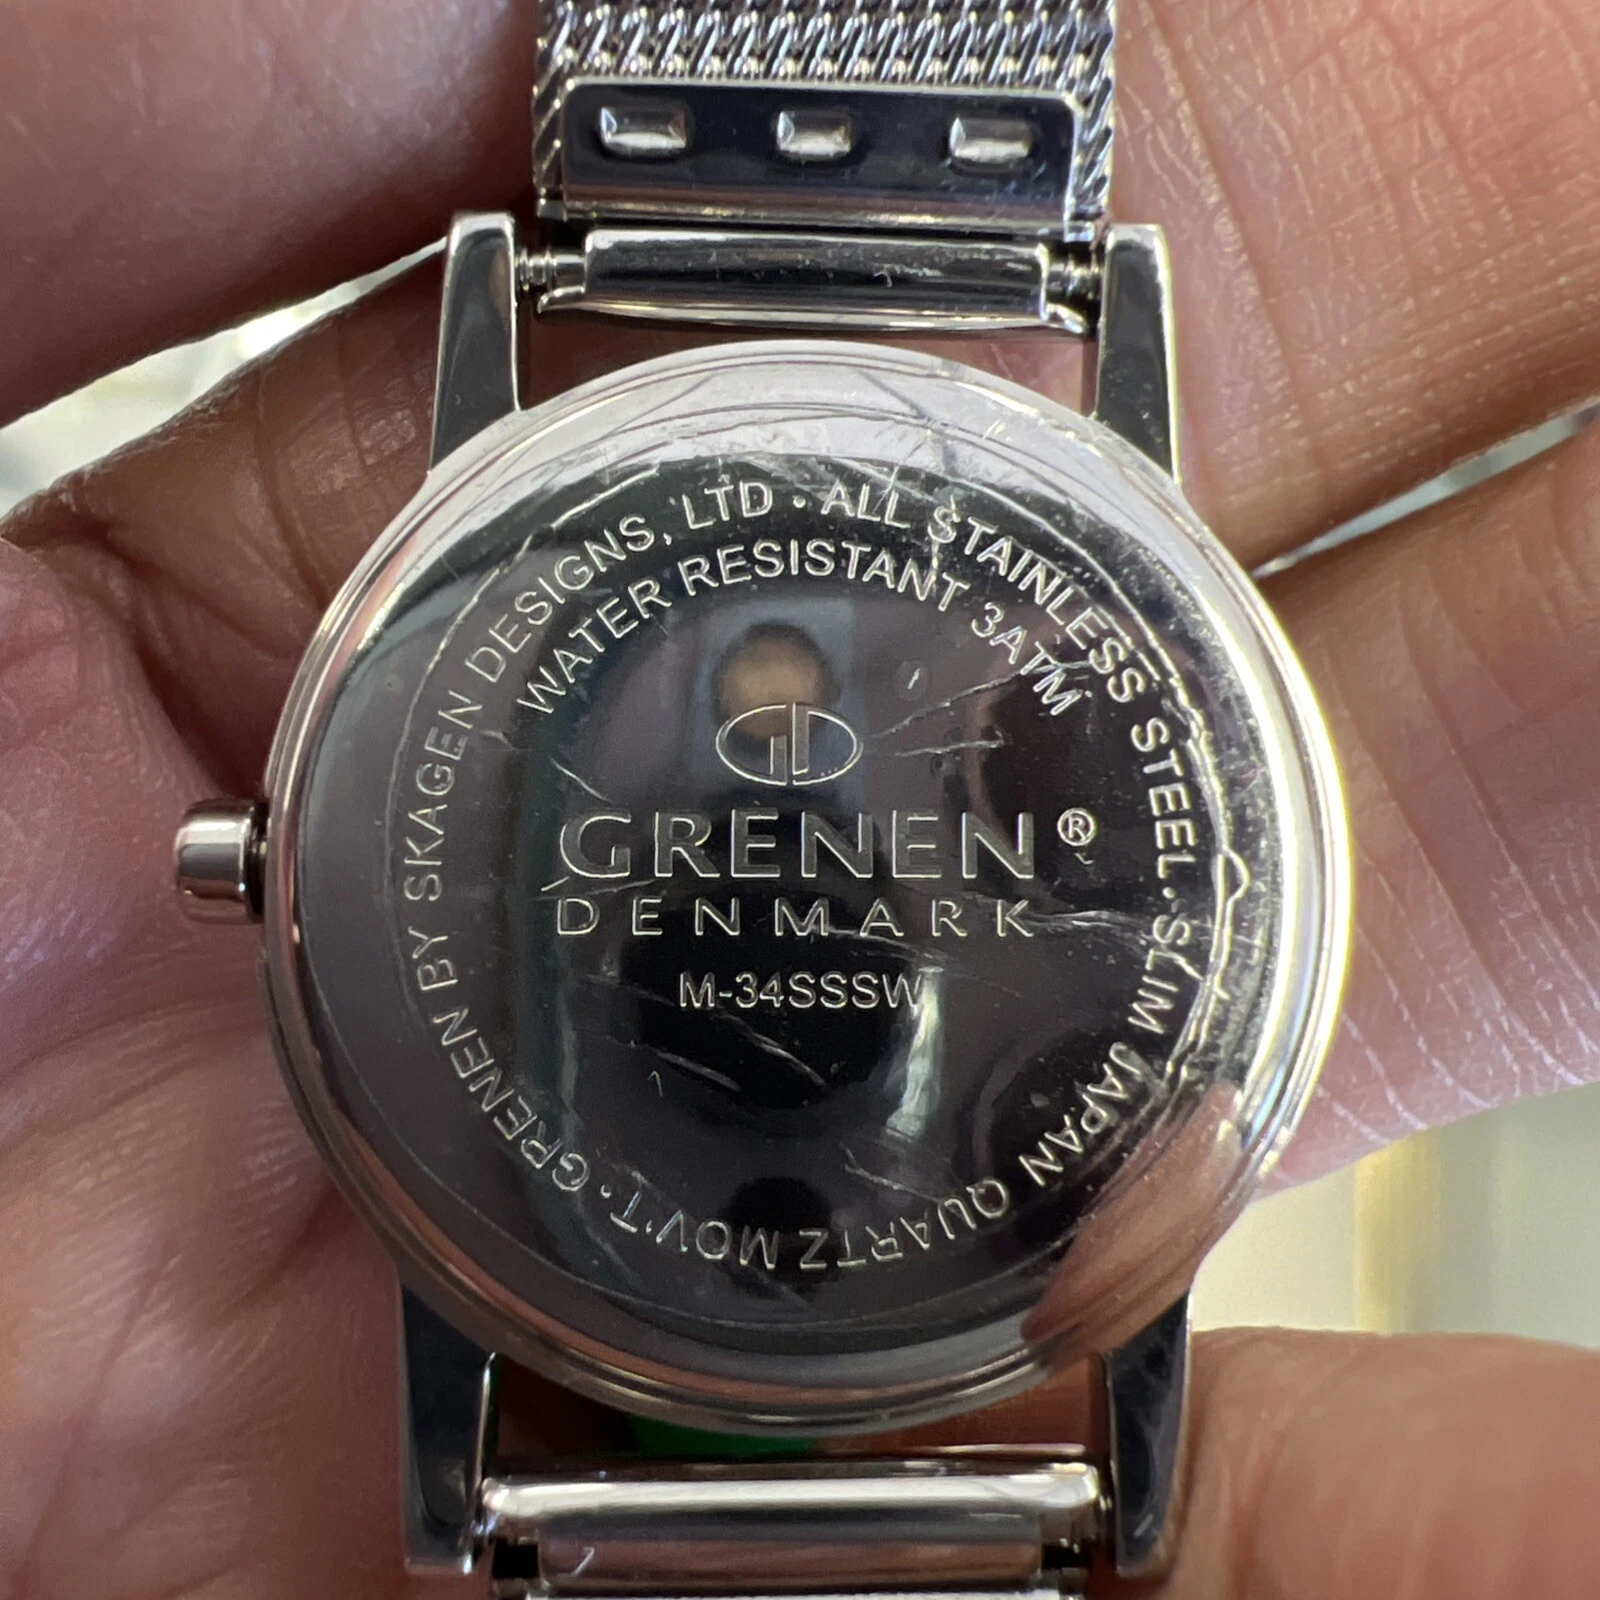 GRENEN BY SKAGEN DESIGNS, LTD · ALL STAINLESS STEEL · SLIM JAPAN QUARTZ MOV'T ·
WATER RESISTANT 3ATM
GRENEN®
DENMARK
M-34SSSW